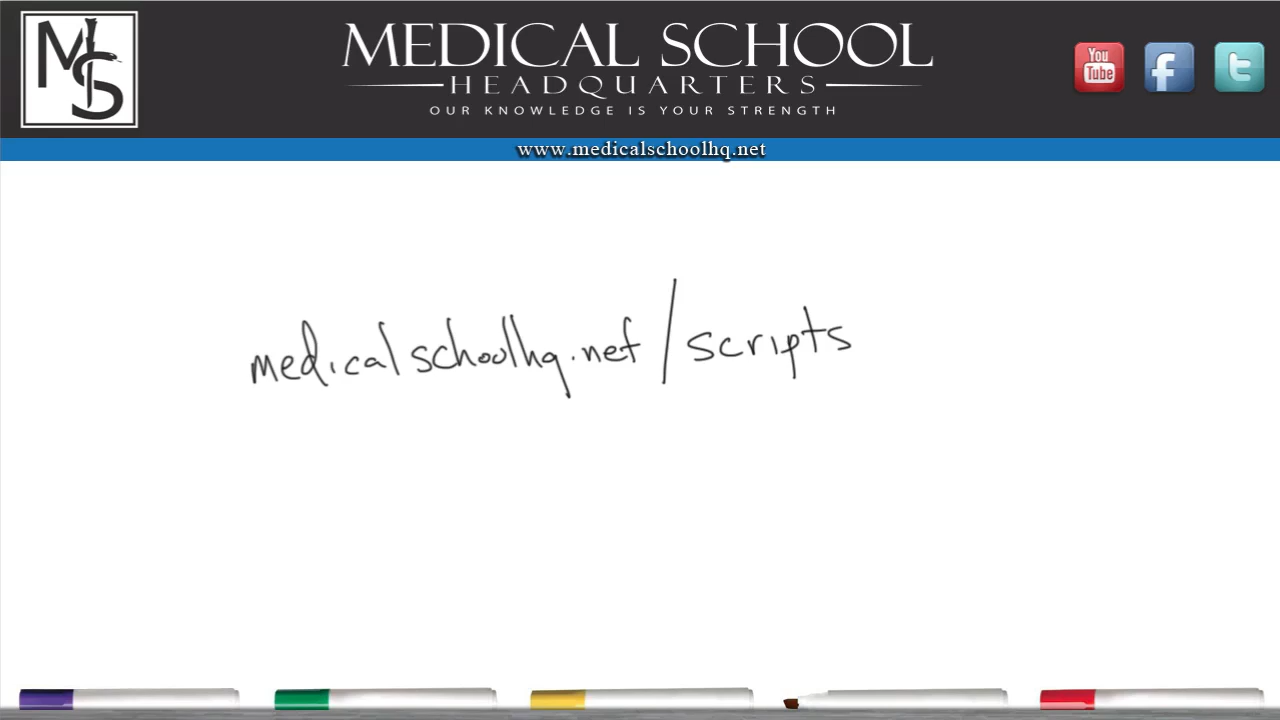 MS
MEDICAL SCHOOL
HEADQUARTERS
OUR KNOWLEDGE IS YOUR STRENGTH
You
Tube
f
t
www.medicalschoolhq.net
medicalschoolhq.net/scripts